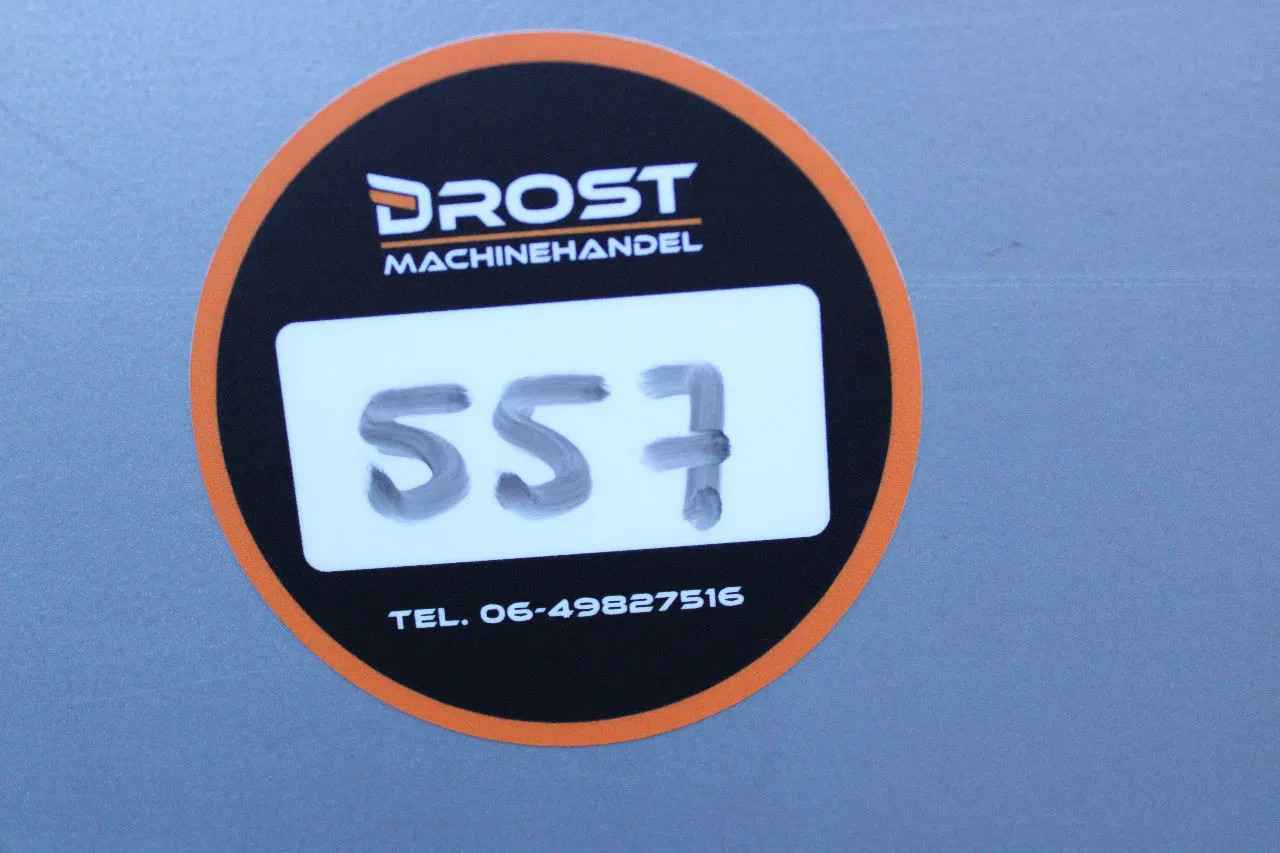 DROST
MACHINEHANDEL
557
TEL. 06-49827516